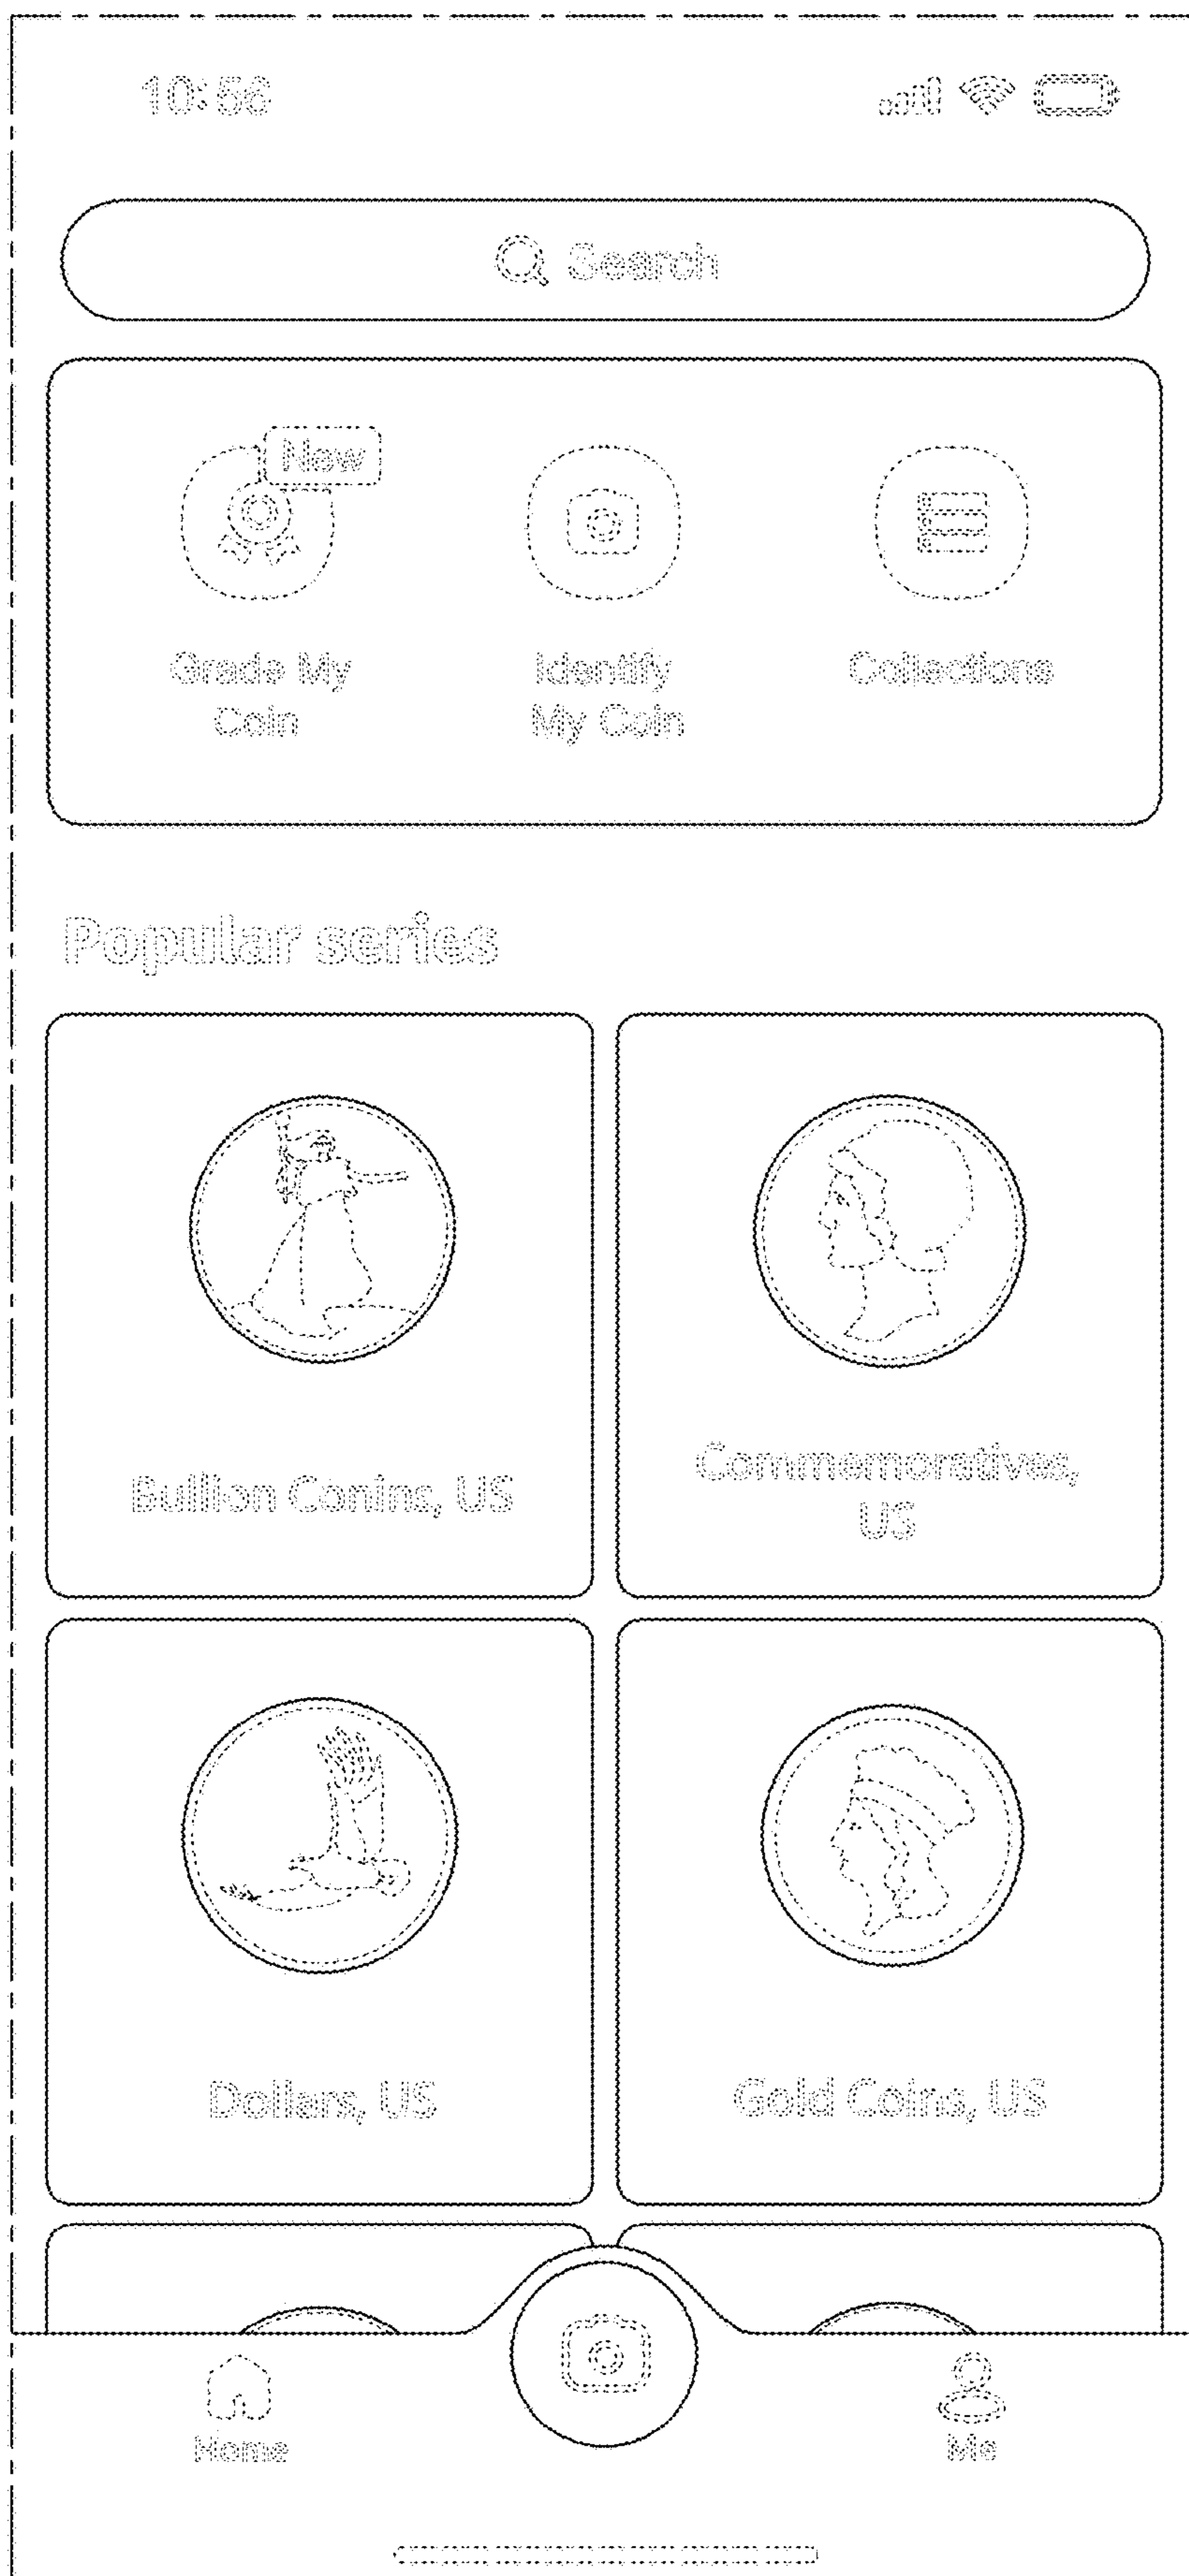 10:56
Search
New
Grade My
Coin
Identify
My Coin
Collections
Popular series
Bullion Conins, US
Commemoratives,
US
Dollars, US
Gold Coins, US
Home
Me